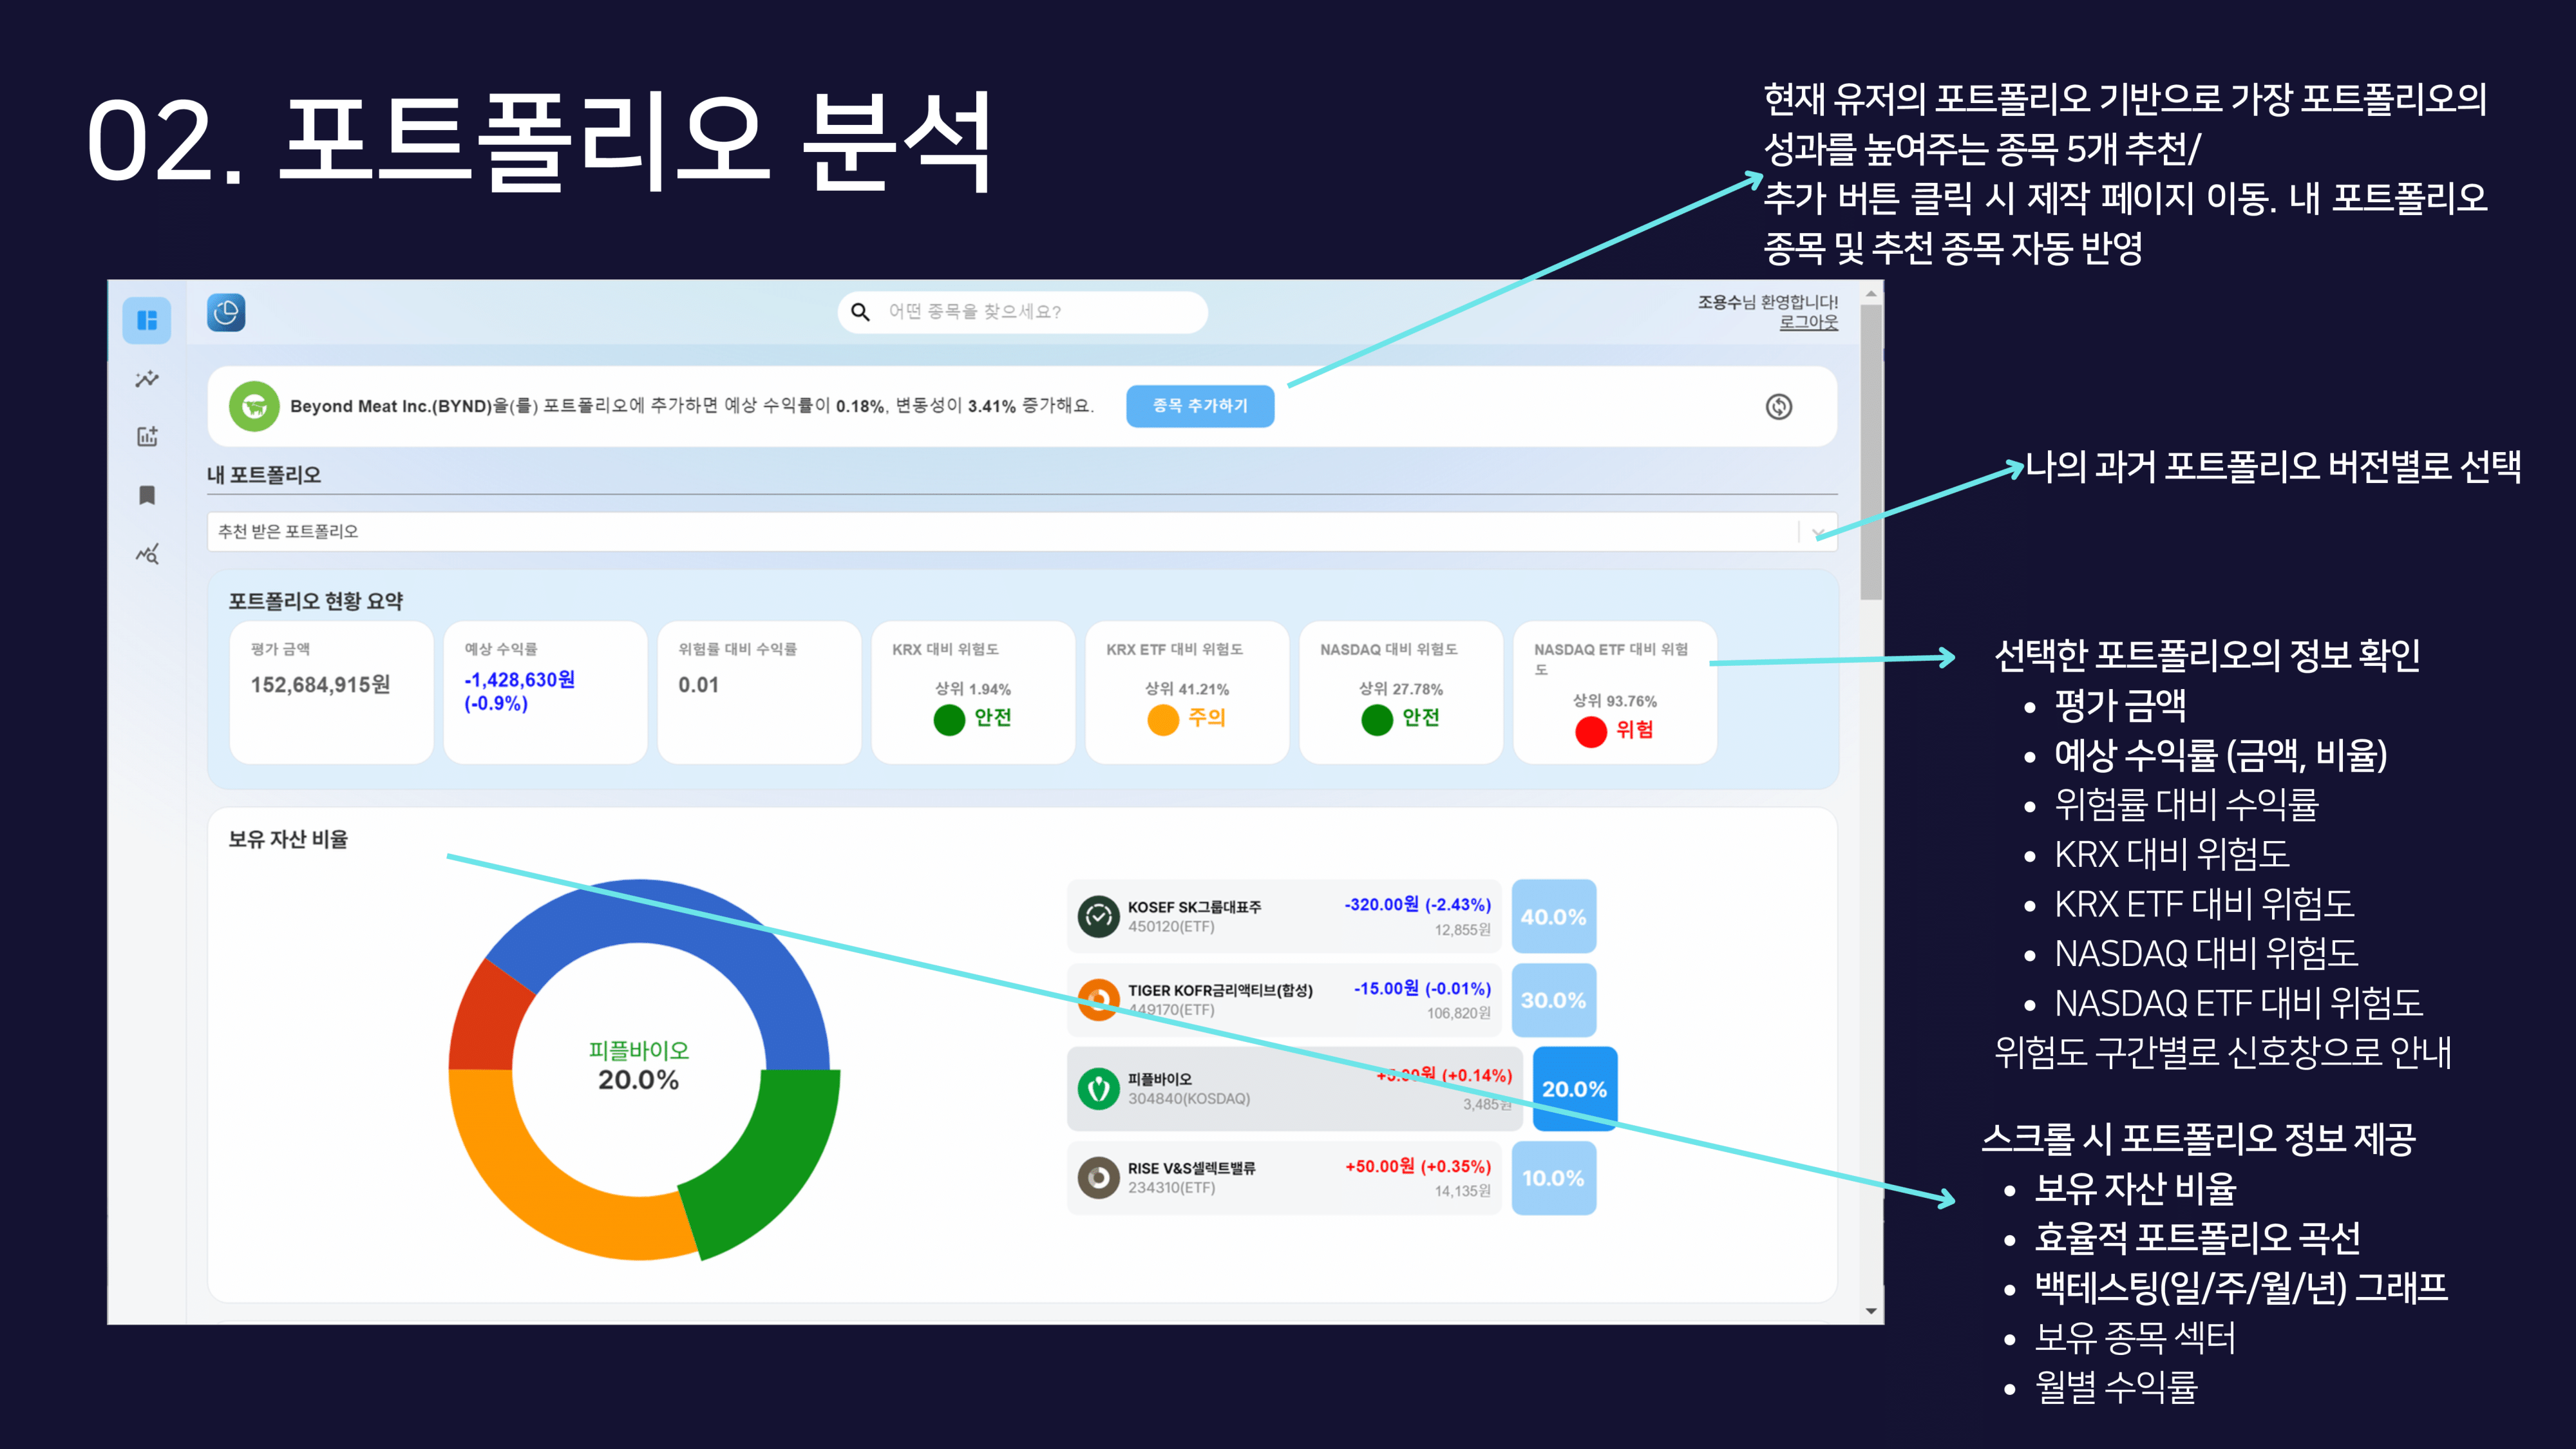 02. 포트폴리오 분석
현재 유저의 포트폴리오 기반으로 가장 포트폴리오의
성과를 높여주는 종목 5개 추천/
추가 버튼 클릭 시 제작 페이지 이동. 내 포트폴리오
종목 및 추천 종목 자동 반영
어떤 종목을 찾으세요?
조용수님 환영합니다!
로그아웃
Beyond Meat Inc.(BYND)을(를) 포트폴리오에 추가하면 예상 수익률이 0.18%, 변동성이 3.41% 증가해요.
종목 추가하기
내 포트폴리오
추천 받은 포트폴리오
나의 과거 포트폴리오 버전별로 선택
포트폴리오 현황 요약
평가 금액
152,684,915원
예상 수익률
-1,428,630원
(-0.9%)
위험률 대비 수익률
0.01
KRX 대비 위험도
상위 1.94%
안전
KRX ETF 대비 위험도
상위 41.21%
주의
NASDAQ 대비 위험도
상위 27.78%
안전
NASDAQ ETF 대비 위험
도
상위 93.76%
위험
선택한 포트폴리오의 정보 확인
• 평가 금액
• 예상 수익률 (금액, 비율)
• 위험률 대비 수익률
• KRX 대비 위험도
• KRX ETF 대비 위험도
• NASDAQ 대비 위험도
• NASDAQ ETF 대비 위험도
위험도 구간별로 신호창으로 안내
보유 자산 비율
피플바이오
20.0%
KOSEF SK그룹대표주
450120(ETF)
-320.00원 (-2.43%)
12,855원
40.0%
TIGER KOFR금리액티브(합성)
449170(ETF)
-15.00원 (-0.01%)
106,820원
30.0%
피플바이오
304840(KOSDAQ)
+5.00원 (+0.14%)
3,485원
20.0%
RISE V&S셀렉트밸류
234310(ETF)
+50.00원 (+0.35%)
14,135원
10.0%
스크롤 시 포트폴리오 정보 제공
• 보유 자산 비율
• 효율적 포트폴리오 곡선
• 백테스팅(일/주/월/년) 그래프
• 보유 종목 섹터
• 월별 수익률